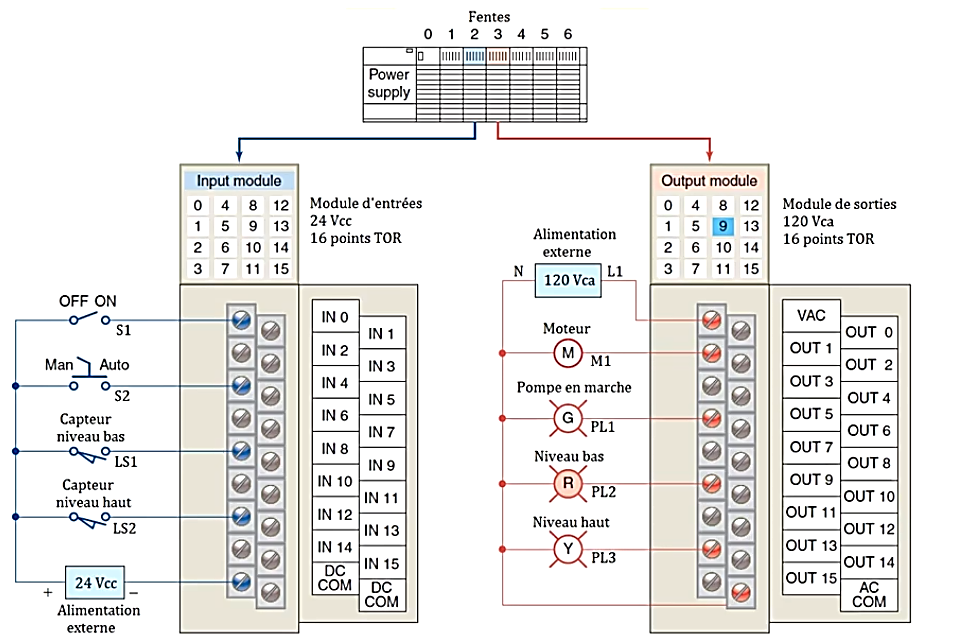 Fentes
0 1 2 3 4 5 6
Power
supply
Input module
0 4 8 12
1 5 9 13
2 6 10 14
3 7 11 15
Module d'entrées
24 Vcc
16 points TOR
Output module
0 4 8 12
1 5 9 13
2 6 10 14
3 7 11 15
Module de sorties
120 Vca
16 points TOR
OFF ON
S1
Man Auto
S2
Capteur
niveau bas
LS1
Capteur
niveau haut
LS2
+ 24 Vcc –
Alimentation
externe
IN 0
IN 1
IN 2
IN 3
IN 4
IN 5
IN 6
IN 7
IN 8
IN 9
IN 10
IN 11
IN 12
IN 13
IN 14
IN 15
DC
COM
DC
COM
Alimentation
externe
N 120 Vca L1
Moteur
M M1
Pompe en marche
G PL1
Niveau bas
R PL2
Niveau haut
Y PL3
VAC
OUT 0
OUT 1
OUT 2
OUT 3
OUT 4
OUT 5
OUT 6
OUT 7
OUT 8
OUT 9
OUT 10
OUT 11
OUT 12
OUT 13
OUT 14
OUT 15
AC
COM